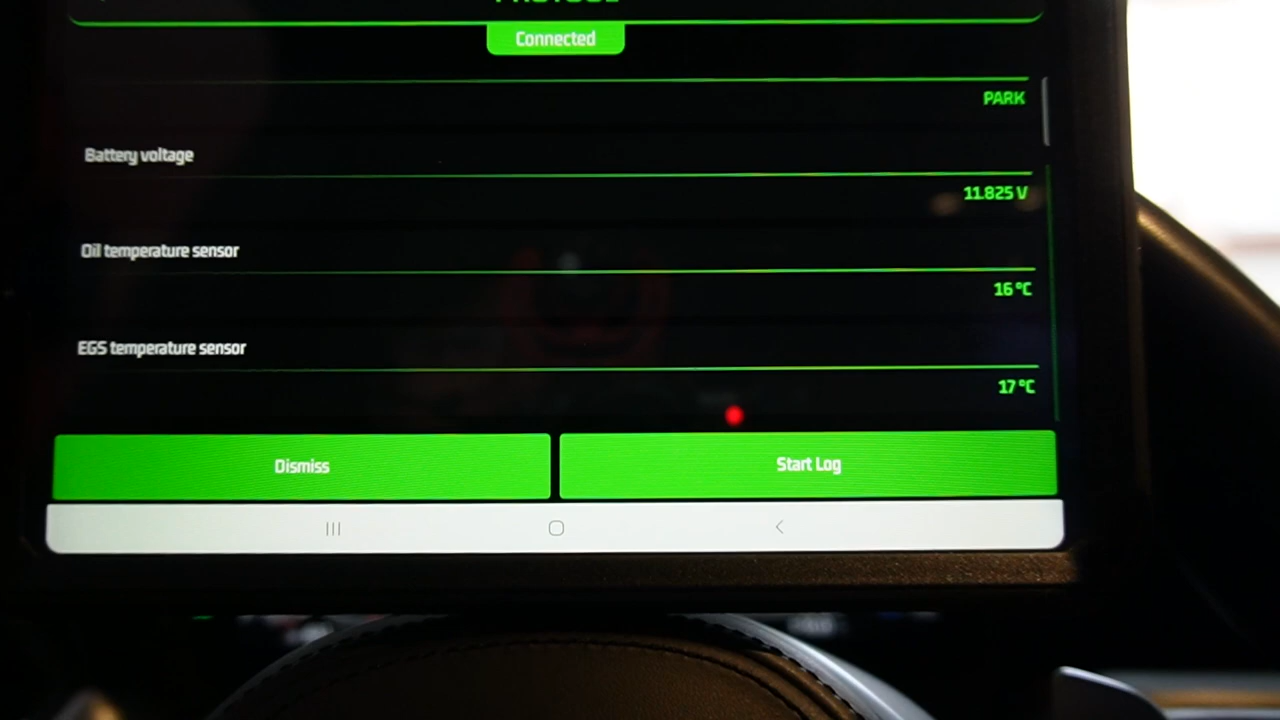 Connected
PARK
Battery voltage
11.825 V
Oil temperature sensor
16 °C
EGS temperature sensor
17 °C
Dismiss
Start Log